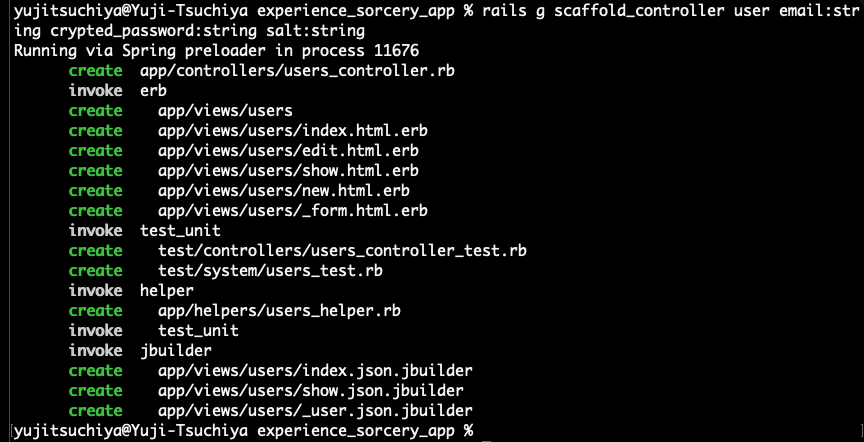 yujitsuchiya@Yuji-Tsuchiya experience_sorcery_app % rails g scaffold_controller user email:str
ing crypted_password:string salt:string
Running via Spring preloader in process 11676
create app/controllers/users_controller.rb
invoke erb
create app/views/users
create app/views/users/index.html.erb
create app/views/users/edit.html.erb
create app/views/users/show.html.erb
create app/views/users/new.html.erb
create app/views/users/_form.html.erb
invoke test_unit
create test/controllers/users_controller_test.rb
create test/system/users_test.rb
invoke helper
create app/helpers/users_helper.rb
invoke test_unit
invoke jbuilder
create app/views/users/index.json.jbuilder
create app/views/users/show.json.jbuilder
create app/views/users/_user.json.jbuilder
[yujitsuchiya@Yuji-Tsuchiya experience_sorcery_app %